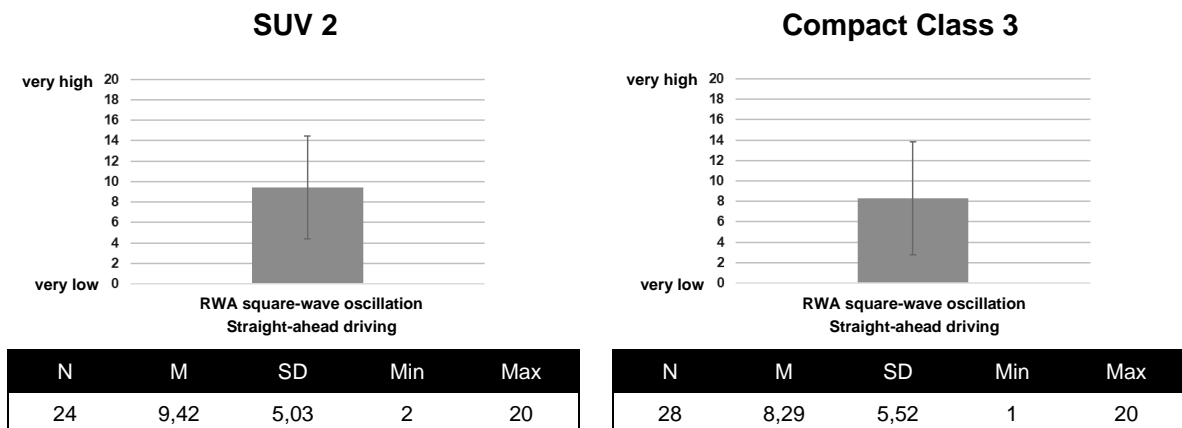 SUV 2
very high 20
18
16
14
12
10
8
6
4
2
very low 0
RWA square-wave oscillation
Straight-ahead driving
N M SD Min Max
24 9,42 5,03 2 20
Compact Class 3
very high 20
18
16
14
12
10
8
6
4
2
very low 0
RWA square-wave oscillation
Straight-ahead driving
N M SD Min Max
28 8,29 5,52 1 20